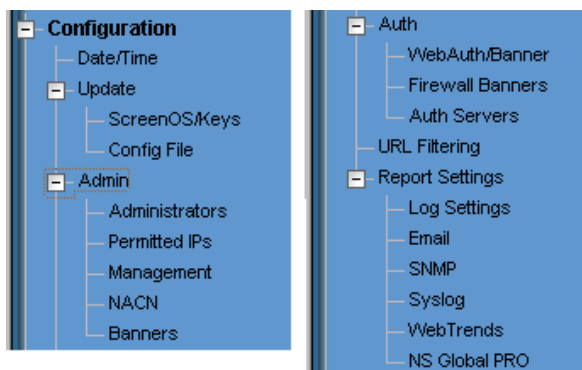 Configuration
Date/Time
Update
ScreenOS/Keys
Config File
Admin
Administrators
Permitted IPs
Management
NACN
Banners
Auth
WebAuth/Banner
Firewall Banners
Auth Servers
URL Filtering
Report Settings
Log Settings
Email
SNMP
Syslog
WebTrends
NS Global PRO